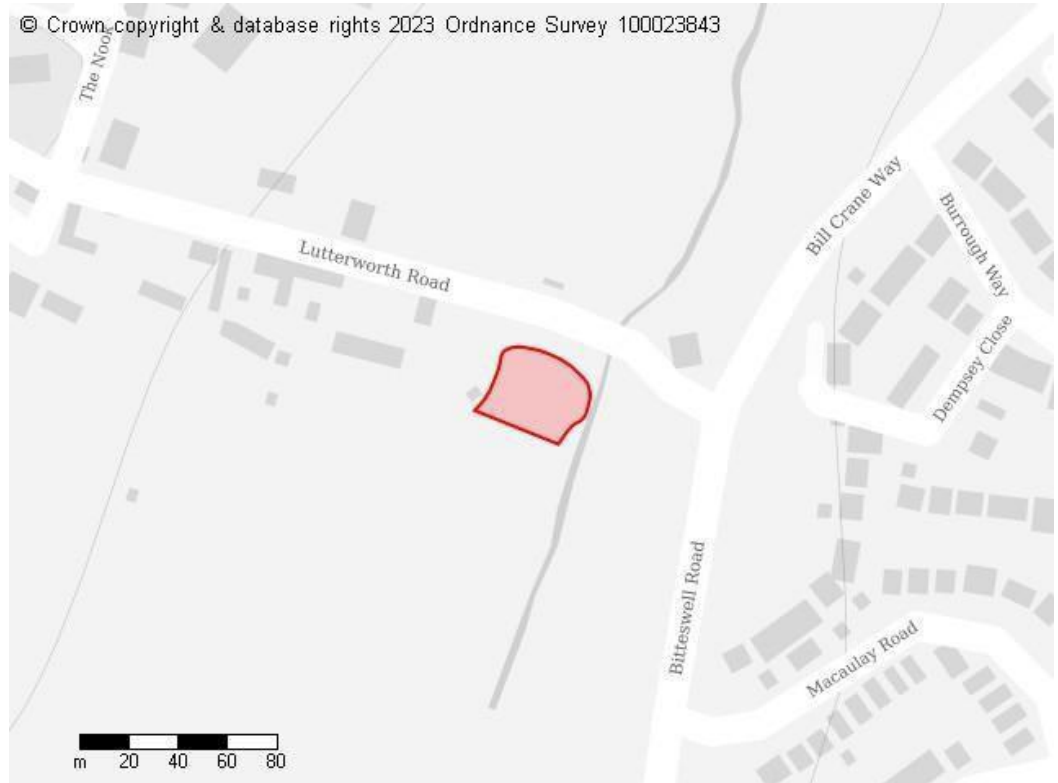 © Crown copyright & database rights 2023 Ordnance Survey 100023843
The Nook
Lutterworth Road
Bill Crane Way
Burrough Way
Dempsey Close
Bitteswell Road
Macaulay Road
m 20 40 60 80